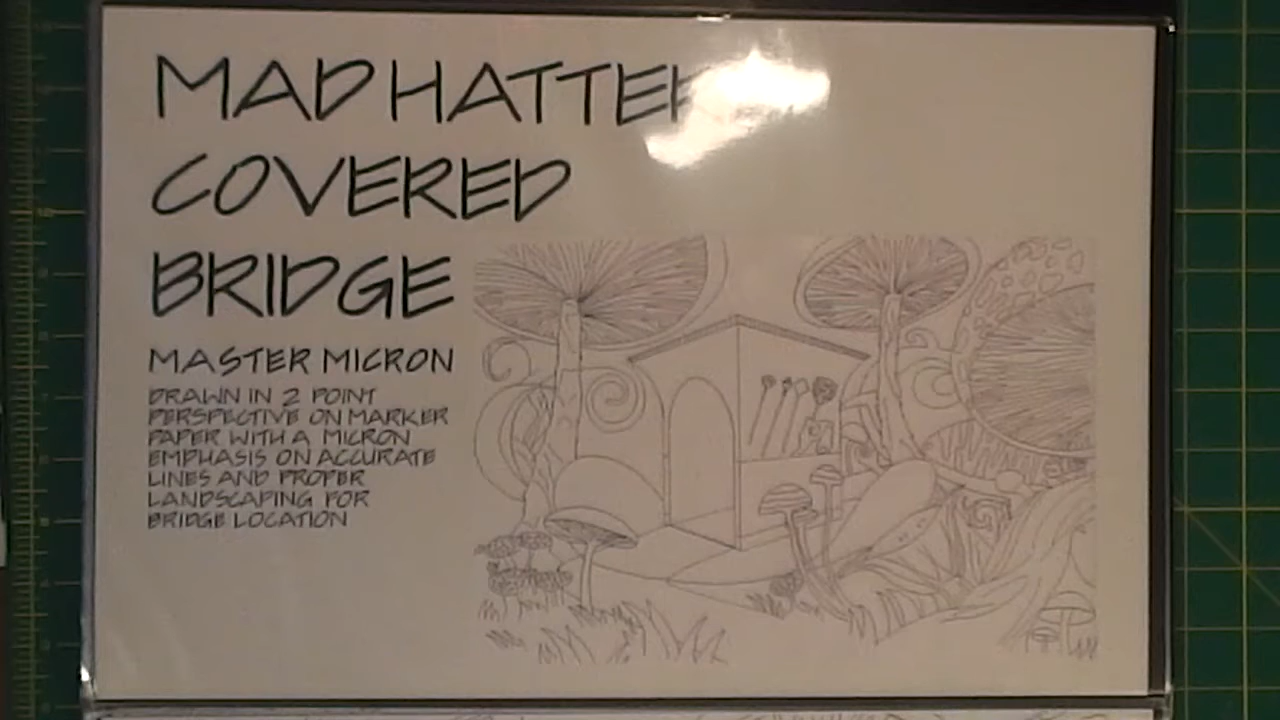 MAD HATTER
COVERED
BRIDGE
MASTER MICRON
DRAWN IN 2 POINT
PERSPECTIVE ON MARKER
PAPER WITH A MICRON
EMPHASIS ON ACCURATE
LINES AND PROPER
LANDSCAPING FOR
BRIDGE LOCATION